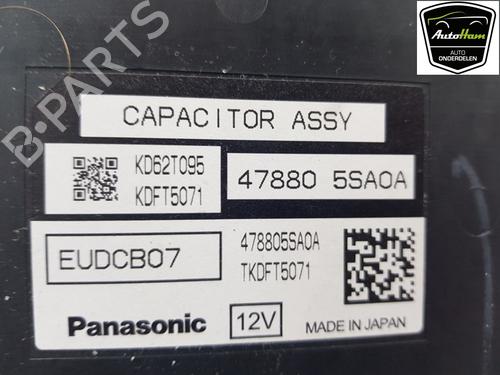 AutoHam
AUTO
ONDERDELEN
B-PARTS
CAPACITOR ASSY
KD62T095
KDFT5071
47880 5SA0A
EUDCB07
478805SA0A
TKDFT5071
Panasonic
12V
MADE IN JAPAN